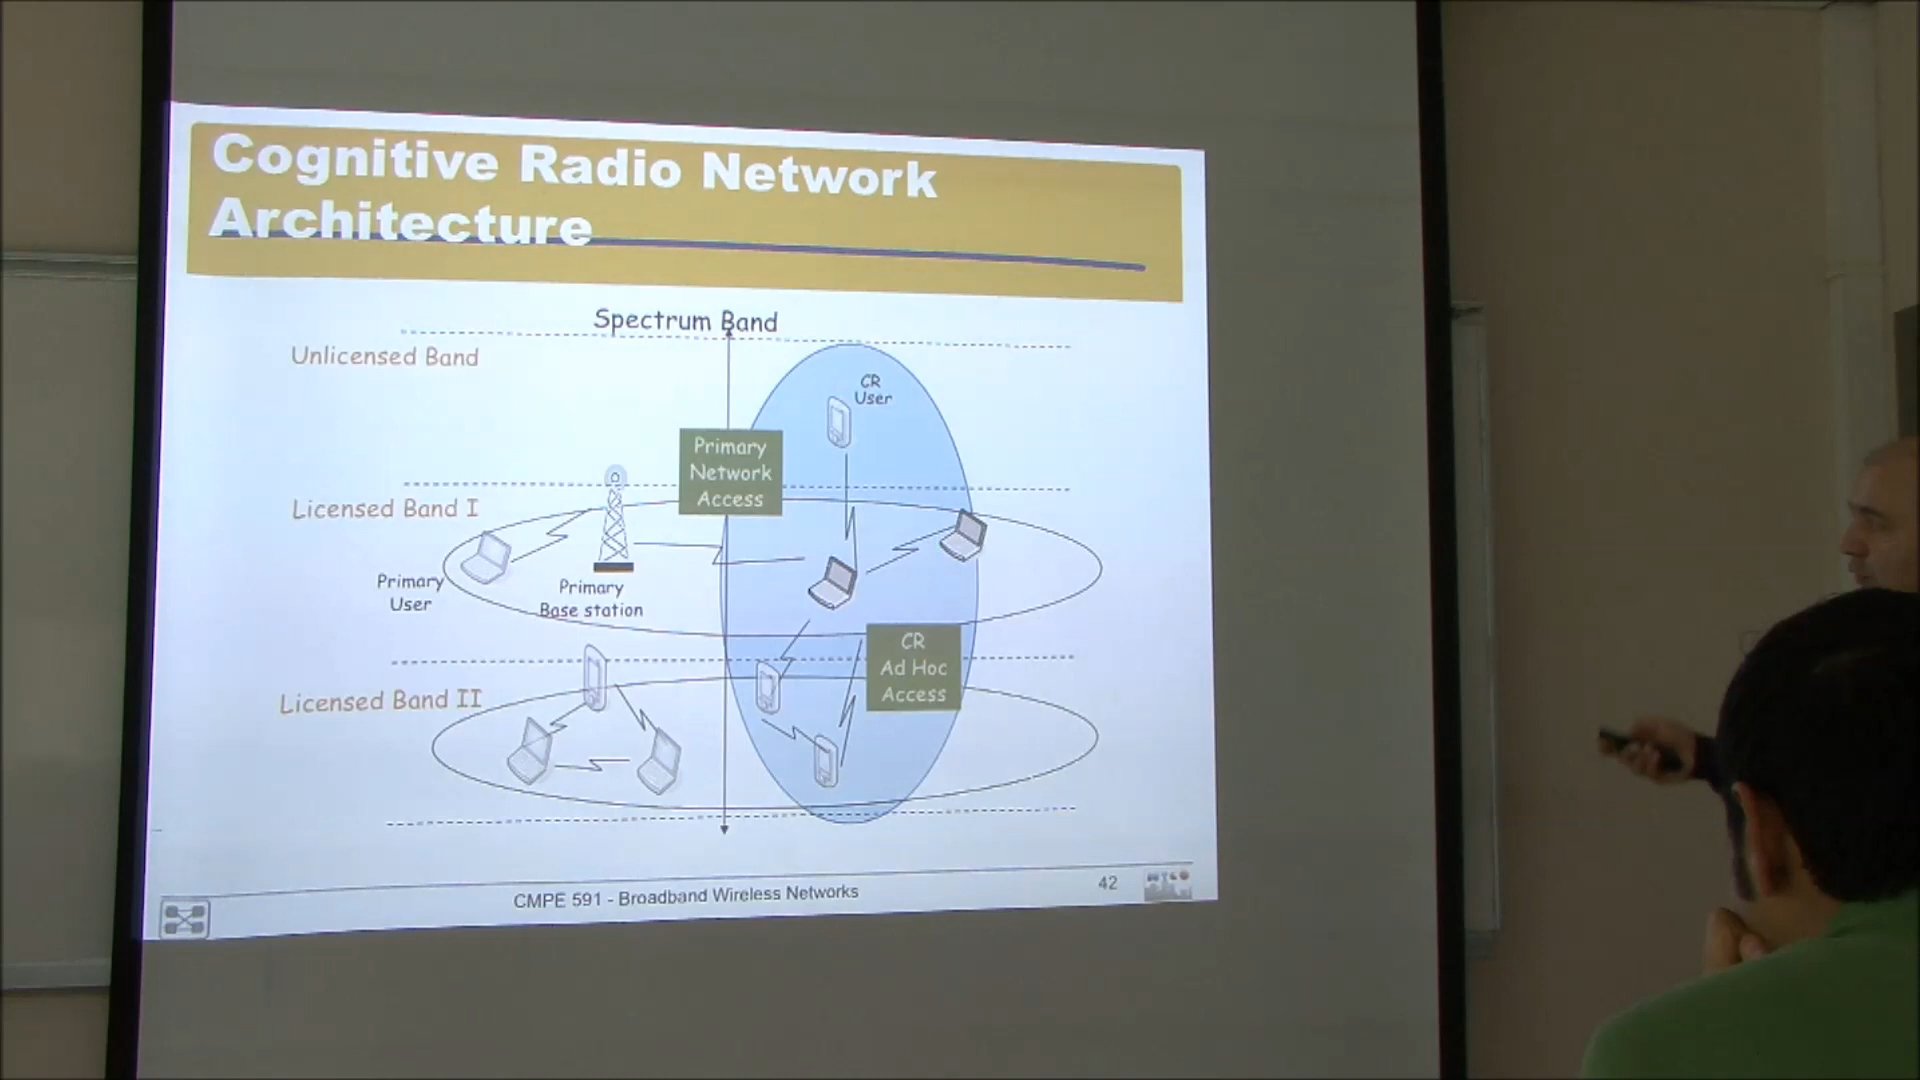 Cognitive Radio Network
Architecture
Spectrum Band
Unlicensed Band
CR
User
Primary
Network
Access
Licensed Band I
Primary
User
Primary
Base station
CR
Ad Hoc
Access
Licensed Band II
CMPE 591 - Broadband Wireless Networks
42